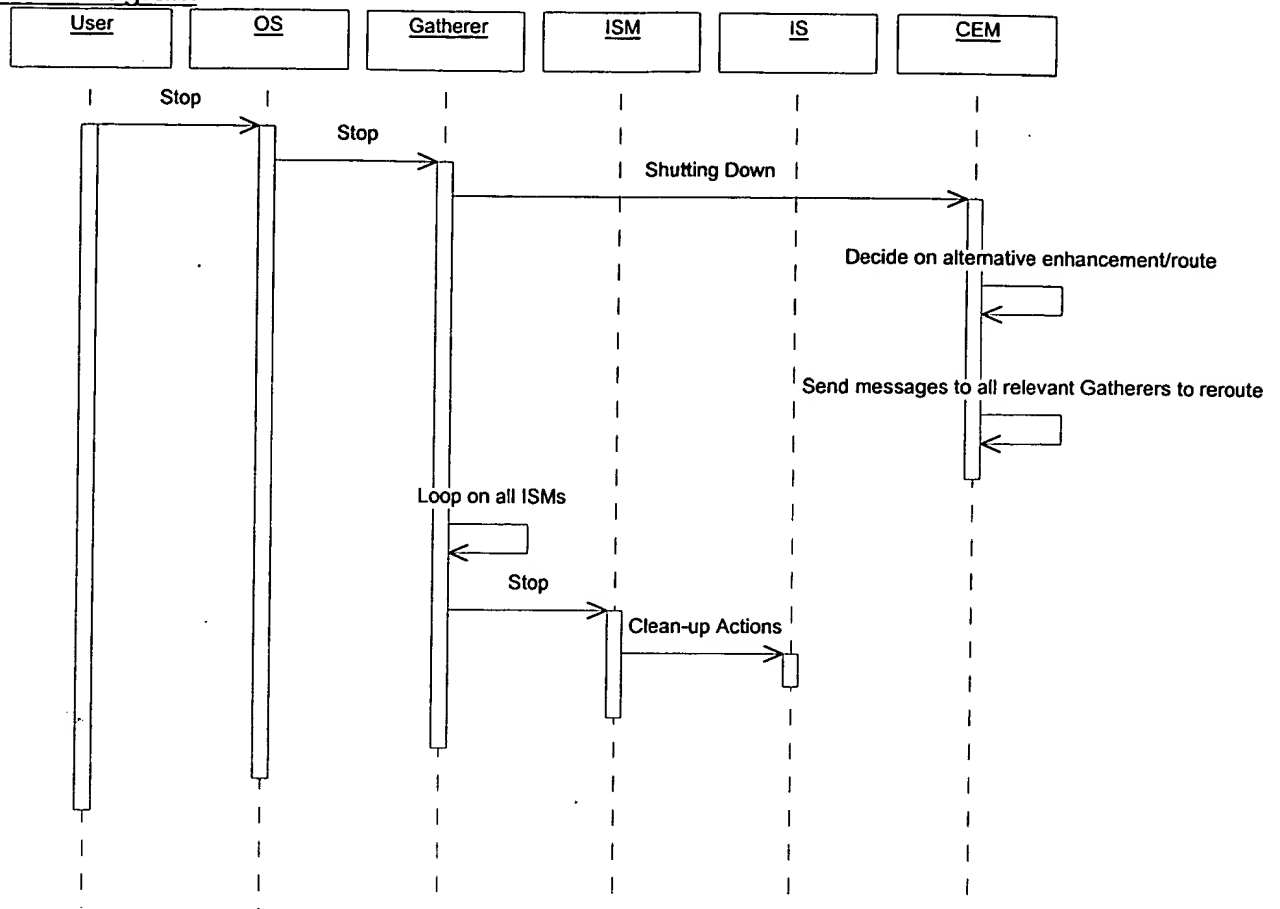 User OS Gatherer ISM IS CEM
Stop
Stop
Shutting Down
Decide on alternative enhancement/route
Send messages to all relevant Gatherers to reroute
Loop on all ISMs
Stop
Clean-up Actions